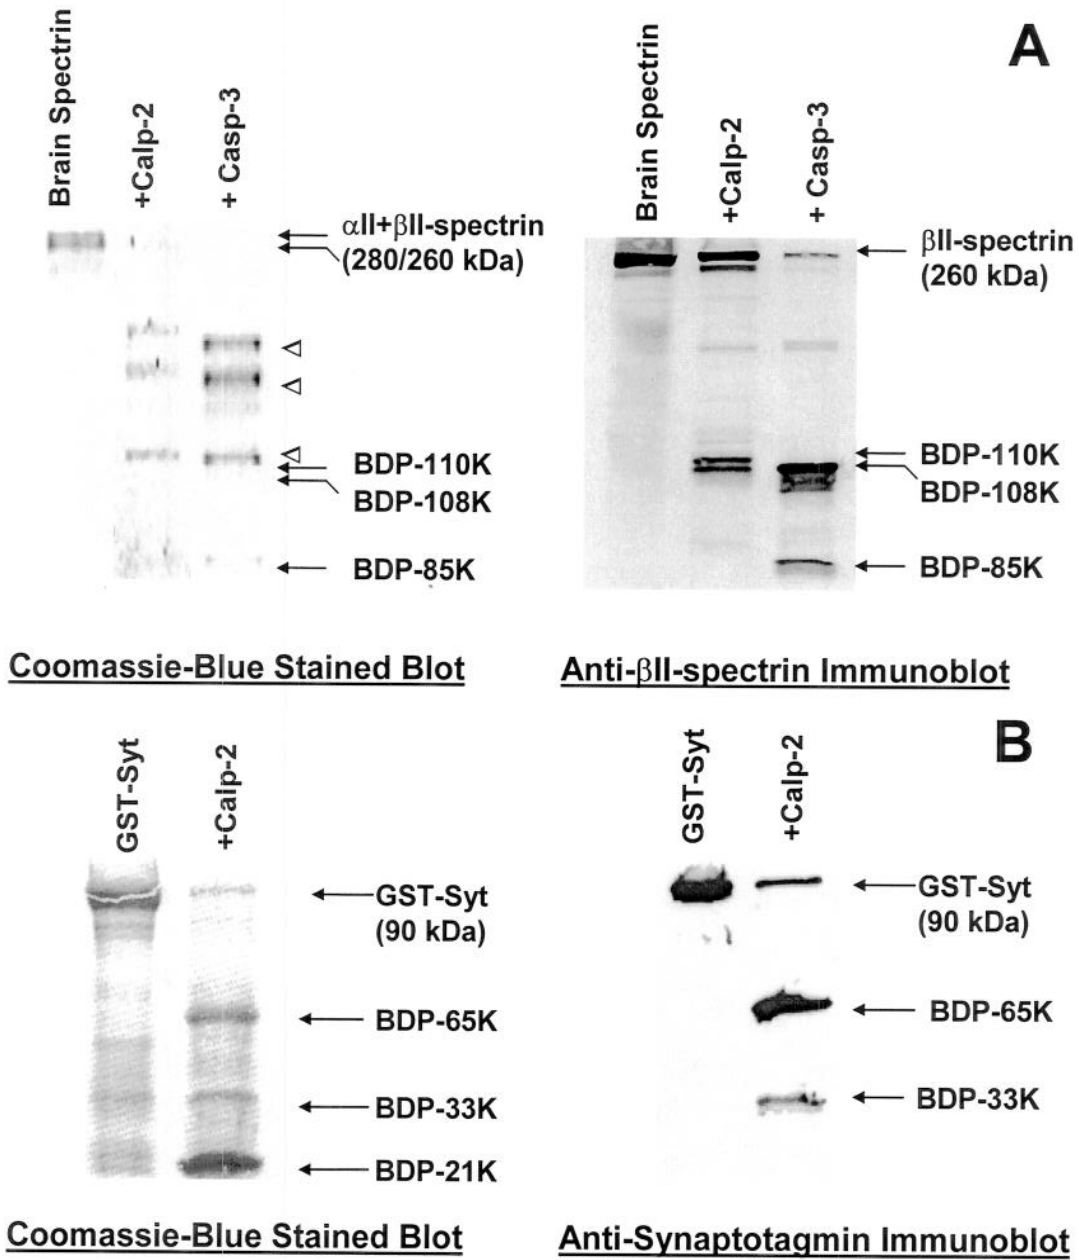 A
Brain Spectrin
+Calp-2
+ Casp-3
αII+βII-spectrin
(280/260 kDa)
BDP-110K
BDP-108K
BDP-85K
Coomassie-Blue Stained Blot
Brain Spectrin
+Calp-2
+ Casp-3
βII-spectrin
(260 kDa)
BDP-110K
BDP-108K
BDP-85K
Anti-βII-spectrin Immunoblot
B
GST-Syt
+Calp-2
GST-Syt
(90 kDa)
BDP-65K
BDP-33K
BDP-21K
Coomassie-Blue Stained Blot
GST-Syt
+Calp-2
GST-Syt
(90 kDa)
BDP-65K
BDP-33K
Anti-Synaptotagmin Immunoblot